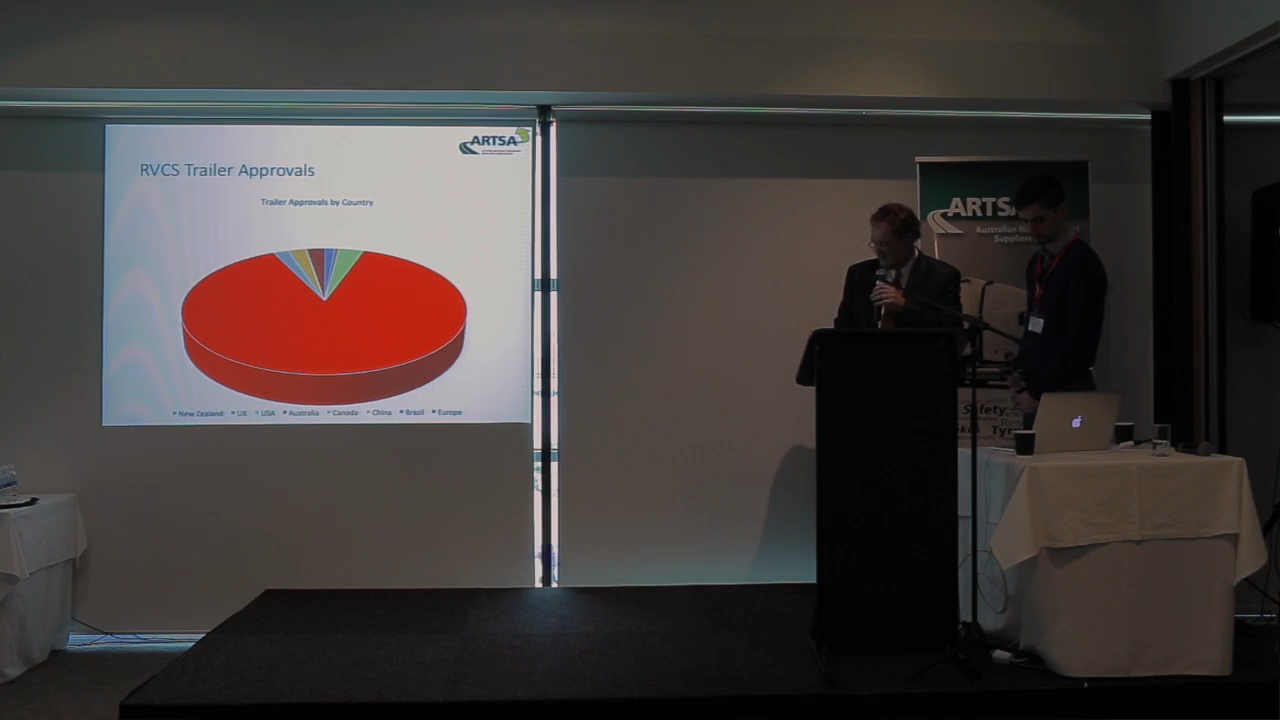 ARTSA
RVCS Trailer Approvals
Trailer Approvals by Country
New Zealand UK USA Australia Canada China Brazil Europe
ARTSA
Australian
Suppliers
Safety